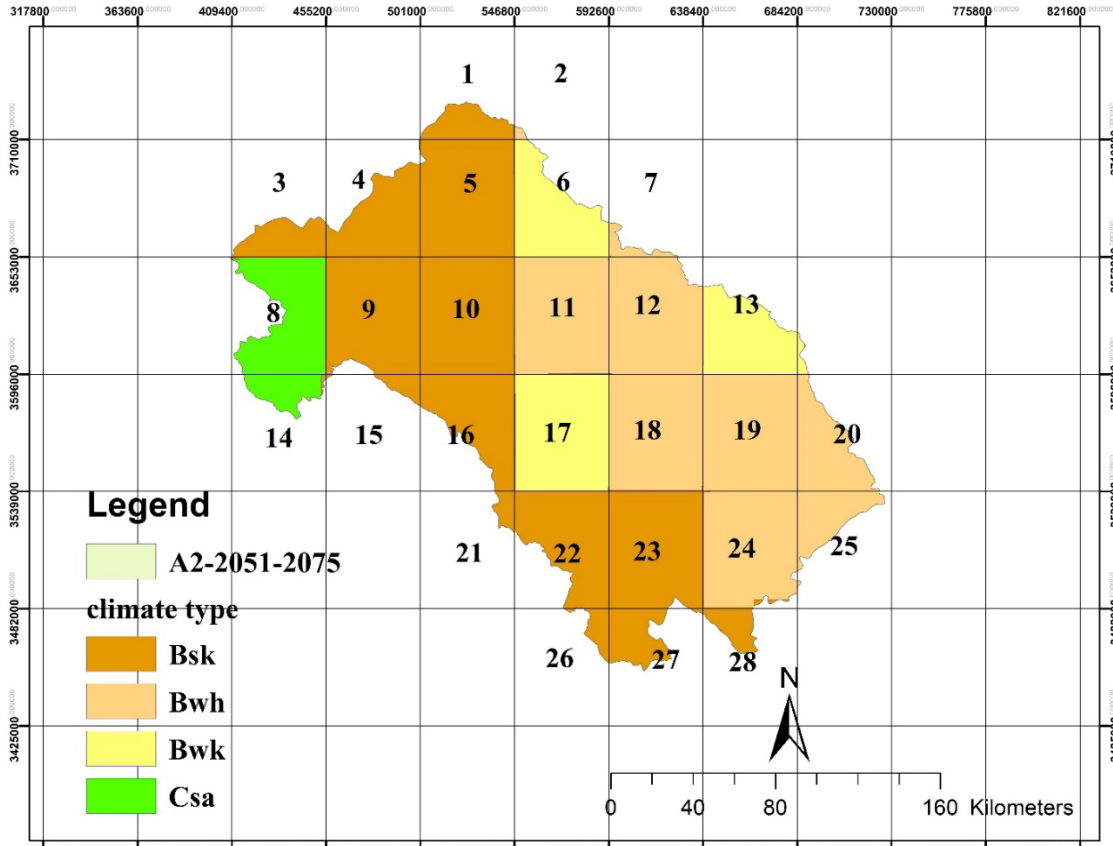 317800 363600 409400 455200 501000 546800 592600 638400 684200 730000 775800 821600
1 2
3710000
3 4 5 6 7
3653000
8 9 10 11 12 13
3596000
14 15 16 17 18 19 20
3539000
21 22 23 24 25
3482000
26 27 28
3425000
Legend
A2-2051-2075
climate type
Bsk
Bwh
Bwk
Csa
N
0 40 80 160 Kilometers